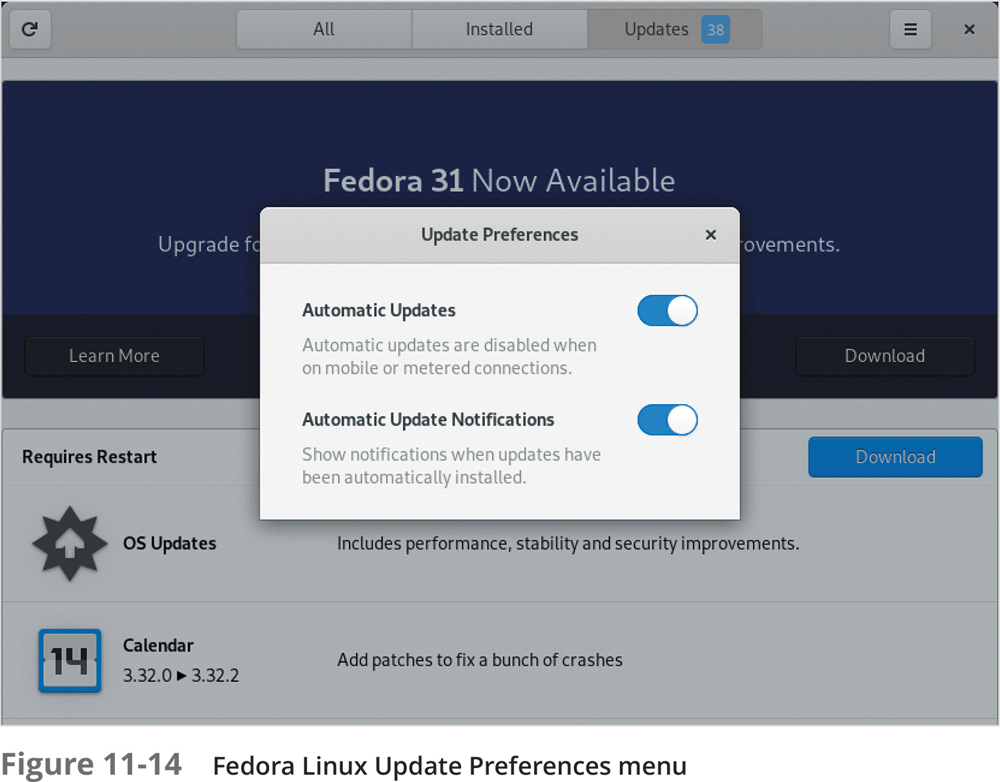 All
Installed
Updates 38
Fedora 31 Now Available
Upgrade
ovements.
Update Preferences
Automatic Updates
Automatic updates are disabled when
on mobile or metered connections.
Learn More
Download
Automatic Update Notifications
Show notifications when updates have
been automatically installed.
Requires Restart
Download
OS Updates
Includes performance, stability and security improvements.
14
Calendar
3.32.0 ▶ 3.32.2
Add patches to fix a bunch of crashes
Figure 11-14 Fedora Linux Update Preferences menu